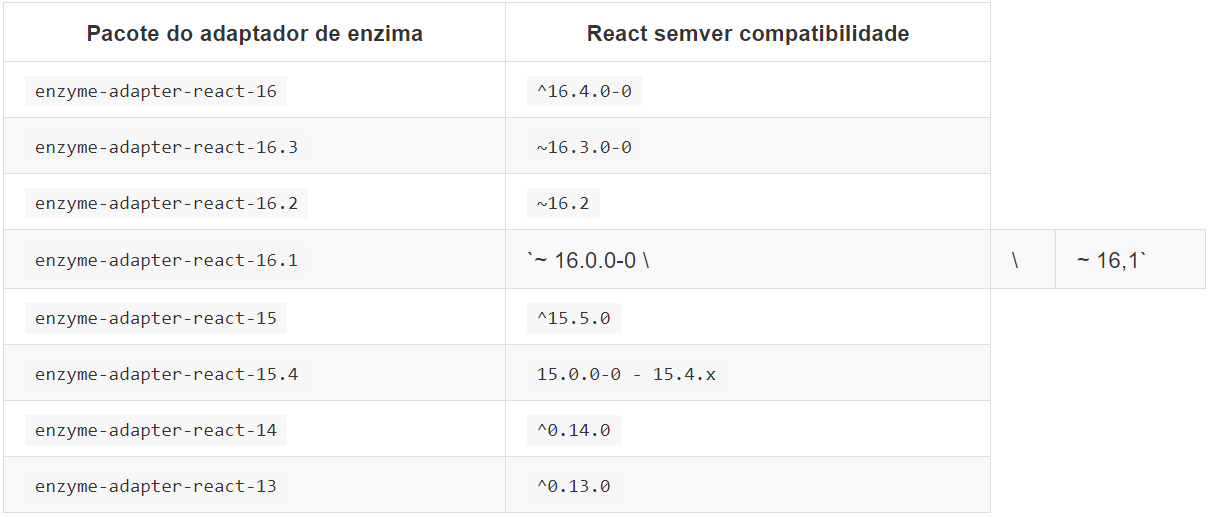 Pacote do adaptador de enzima React semver compatibilidade
enzyme-adapter-react-16 ^16.4.0-0
enzyme-adapter-react-16.3 ~16.3.0-0
enzyme-adapter-react-16.2 ~16.2
enzyme-adapter-react-16.1 `~ 16.0.0-0 \ \ ~ 16,1`
enzyme-adapter-react-15 ^15.5.0
enzyme-adapter-react-15.4 15.0.0-0 - 15.4.x
enzyme-adapter-react-14 ^0.14.0
enzyme-adapter-react-13 ^0.13.0